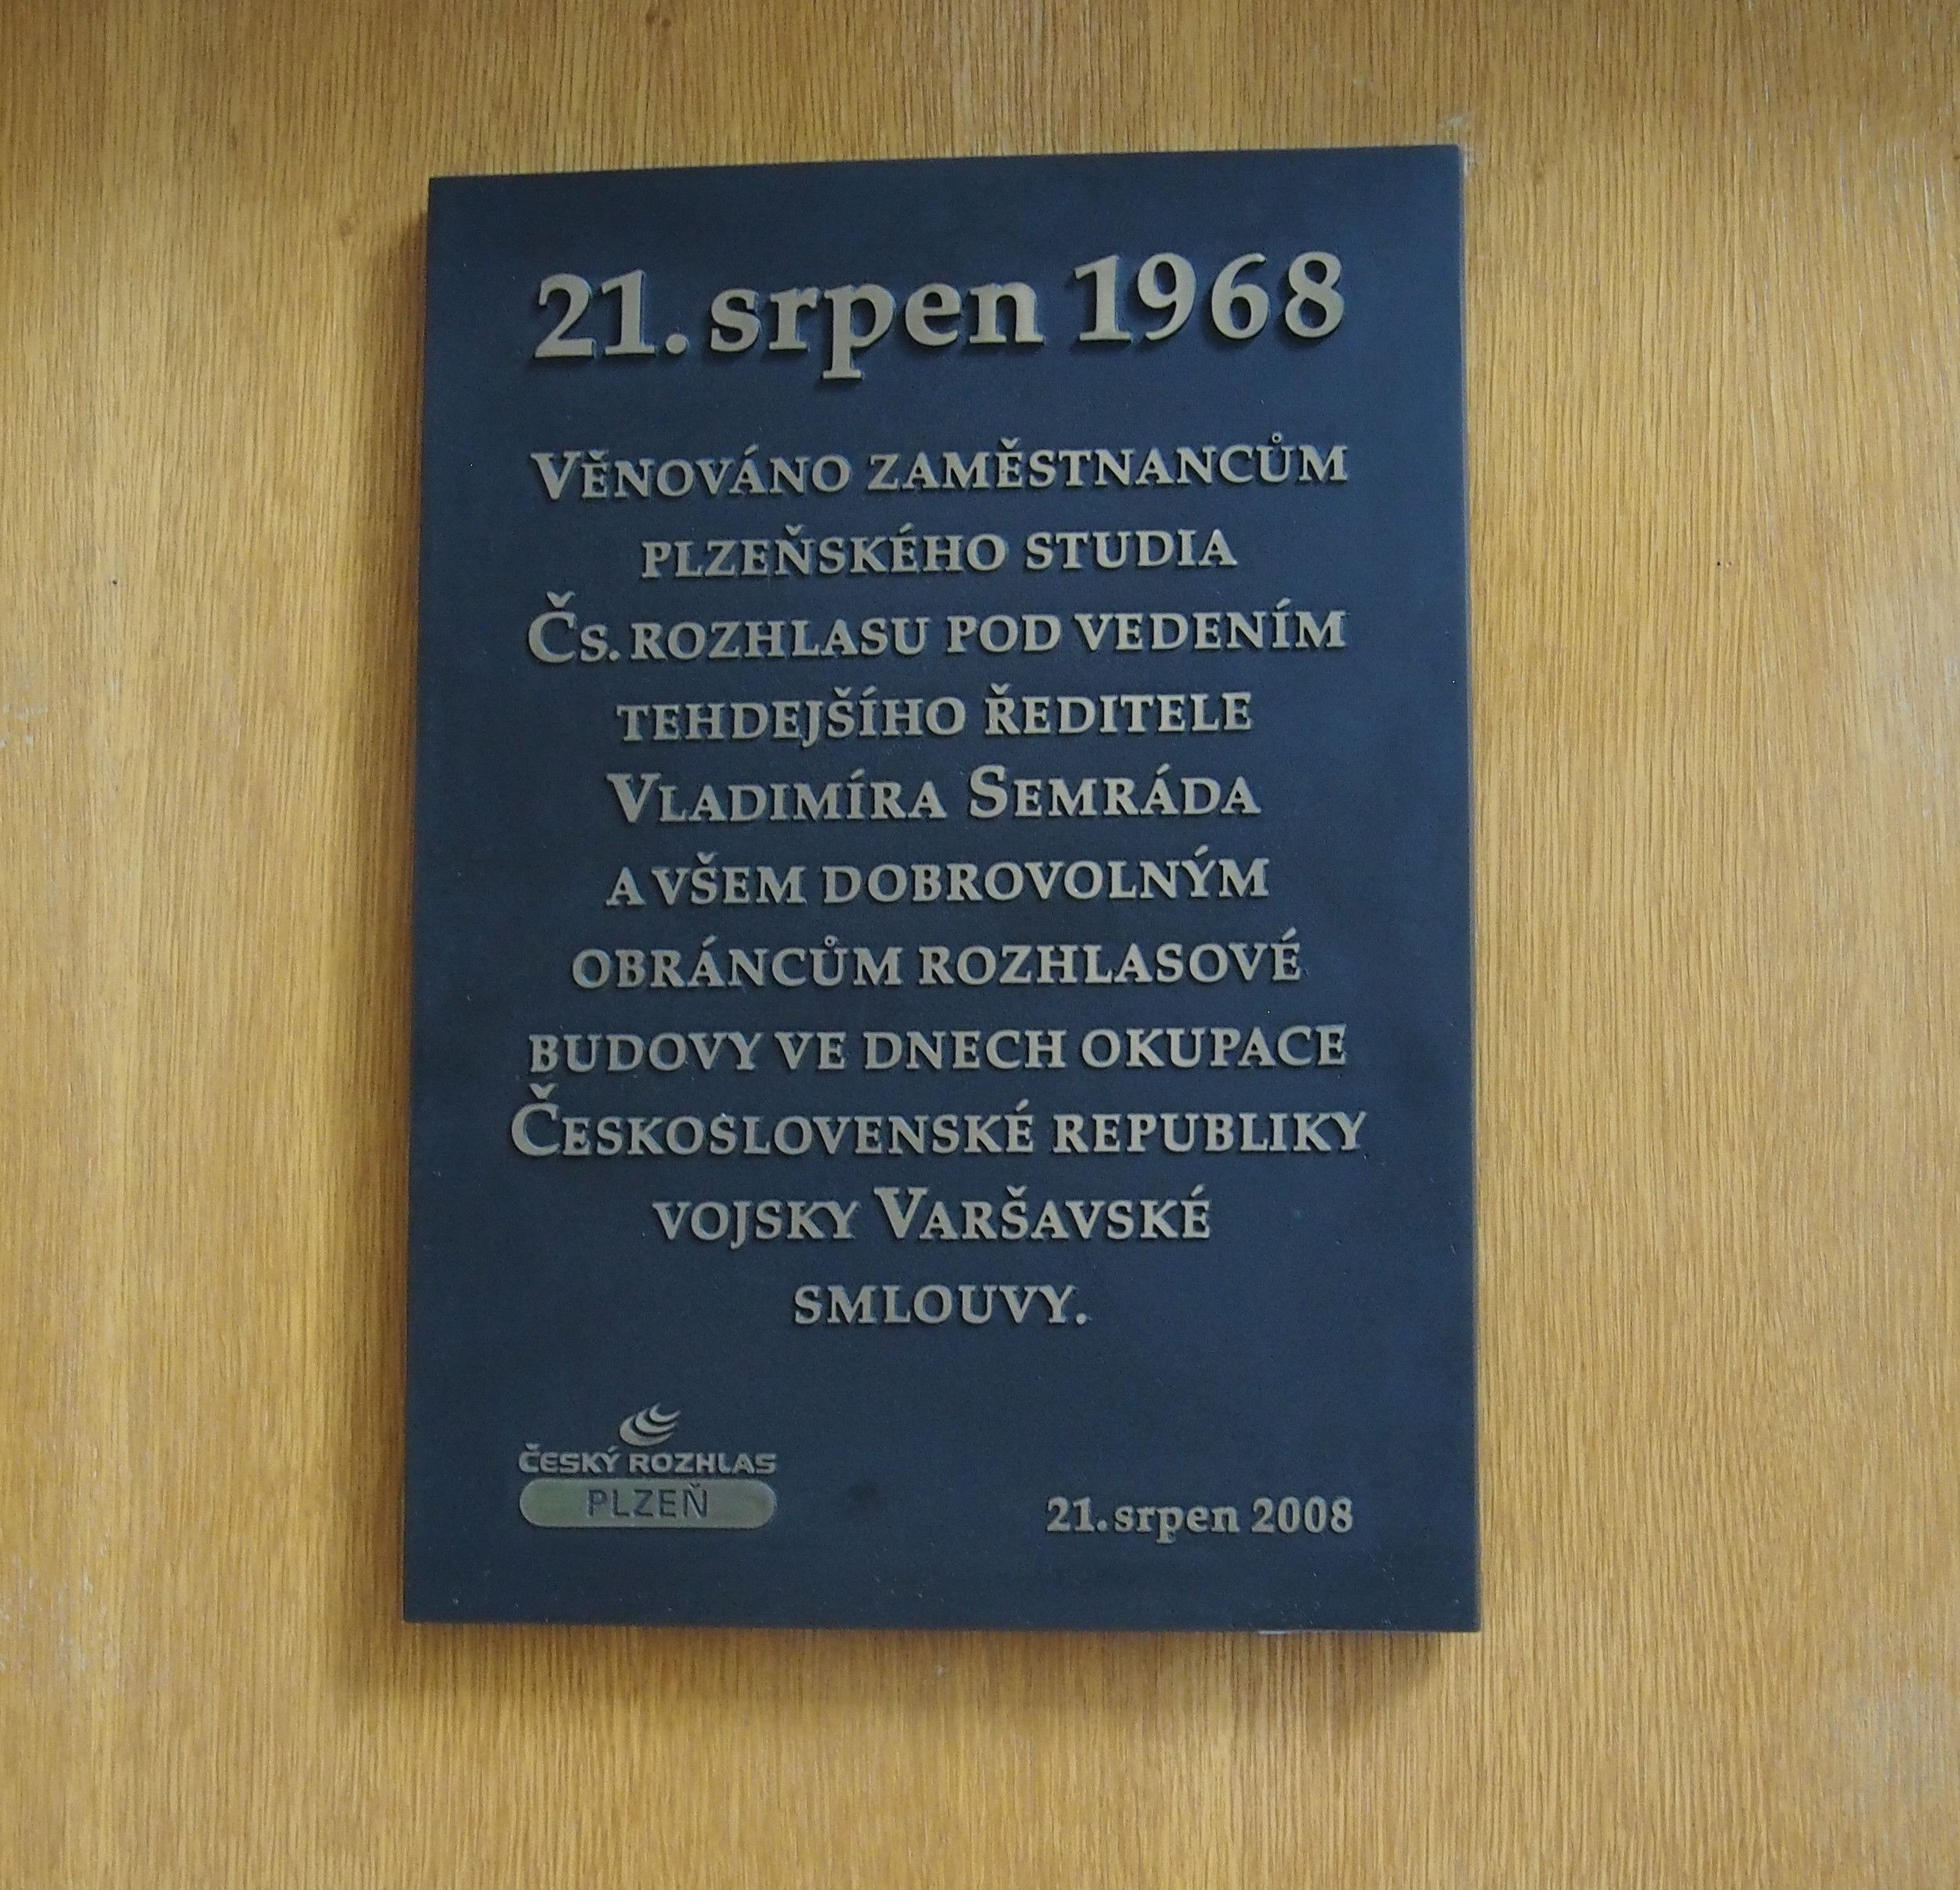 21. srpen 1968
Věnováno zaměstnancům
plzeňského studia
Čs. rozhlasu pod vedením
tehdejšího ředitele
Vladimíra Semráda
a všem dobrovolným
obráncům rozhlasové
budovy ve dnech okupace
Československé republiky
vojsky Varšavské
smlouvy.
ČESKÝ ROZHLAS
PLZEŇ
21. srpen 2008